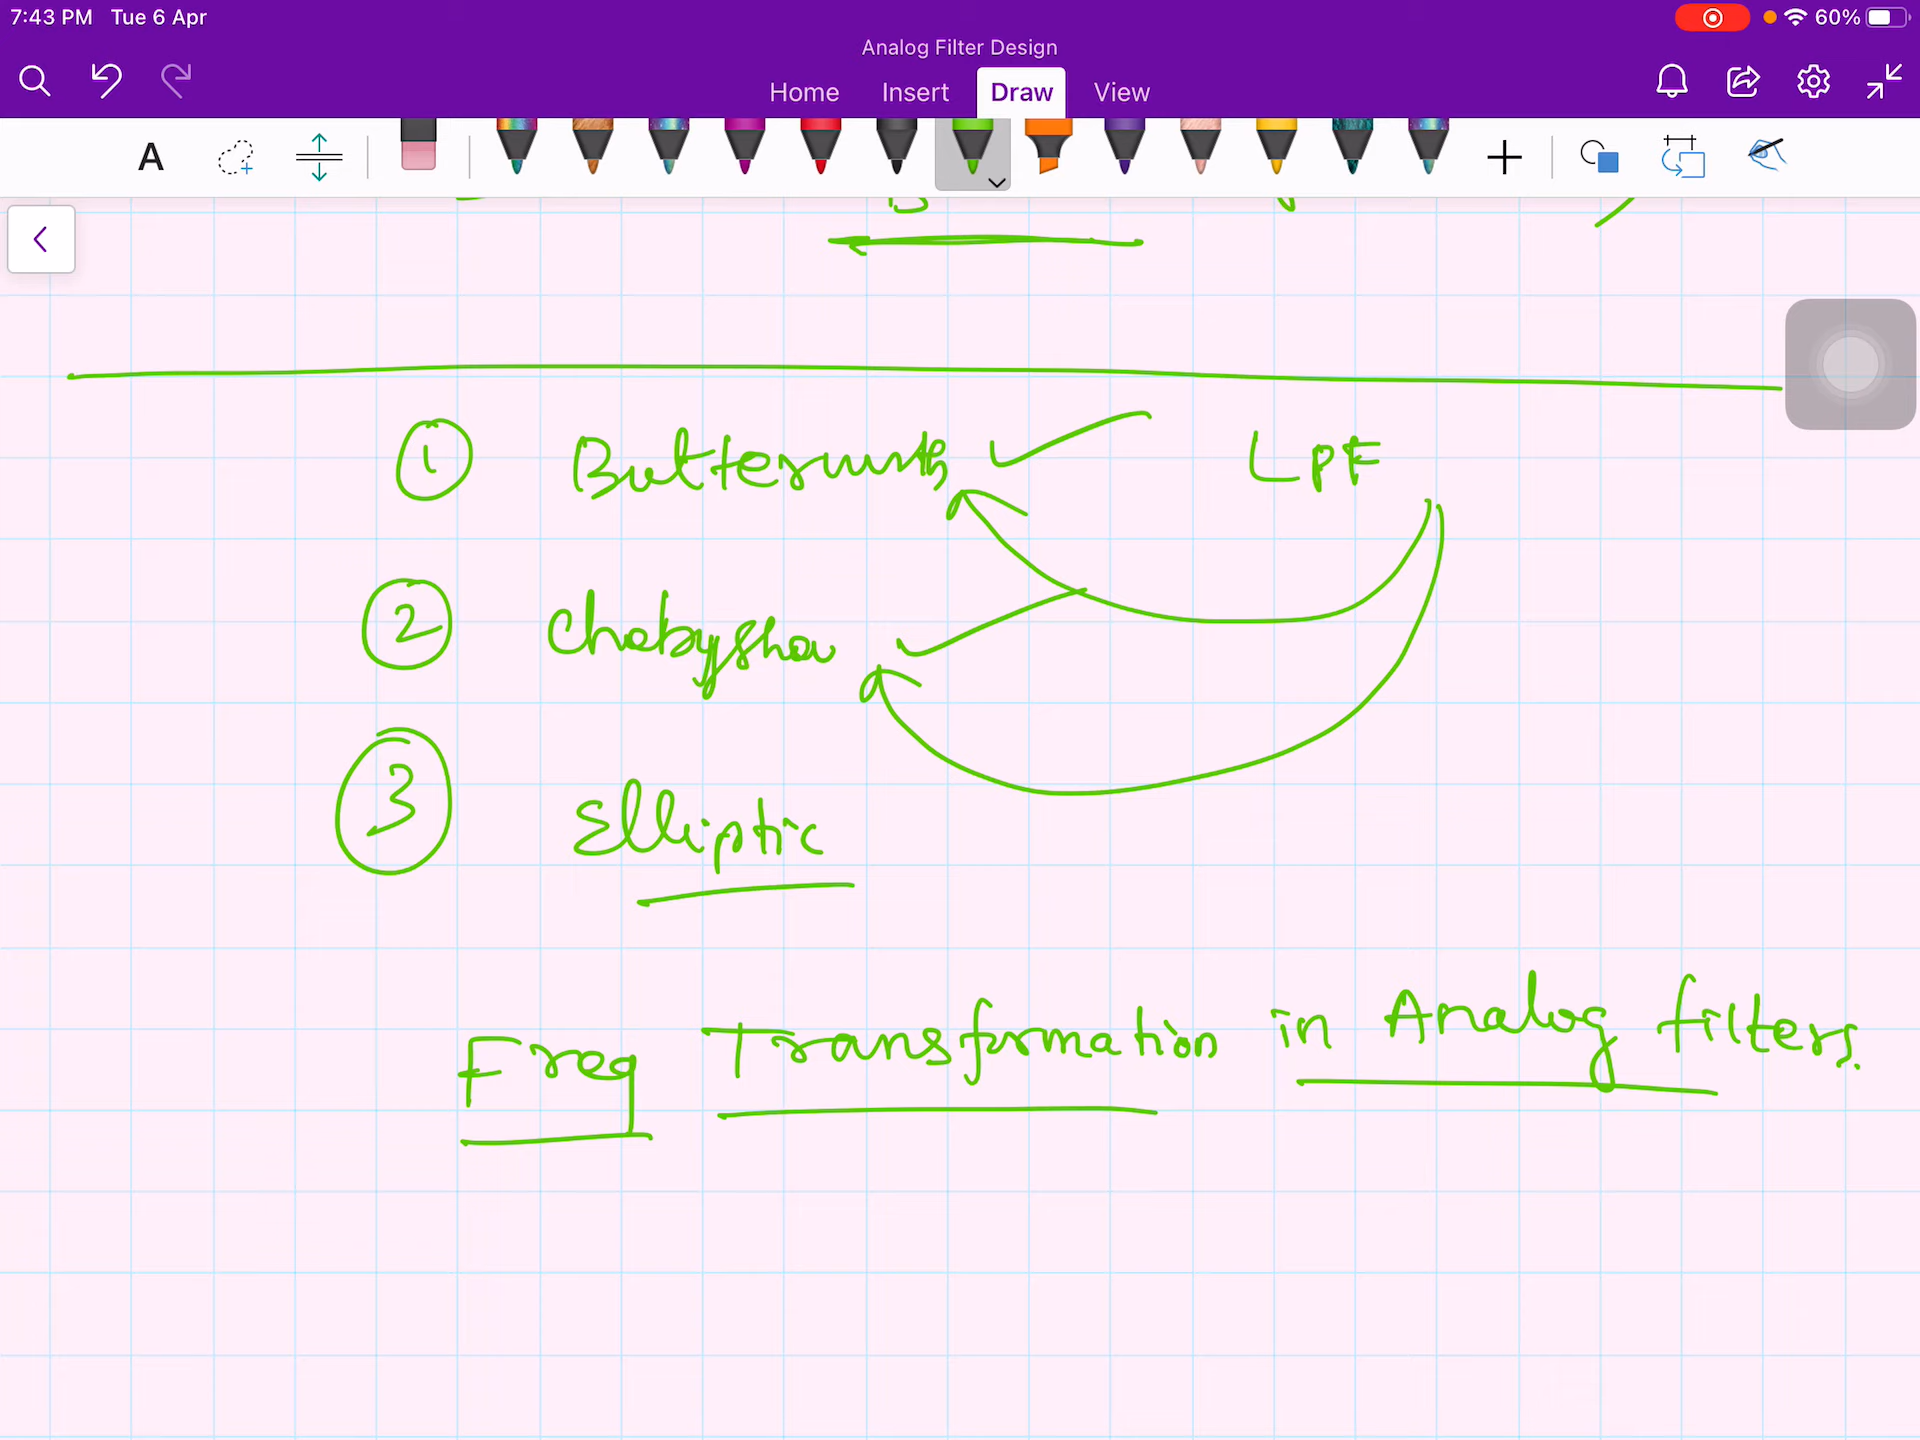 7:43 PM Tue 6 Apr 60%
Analog Filter Design
Home Insert Draw View
A
1 Butterworth LPF
2 Chebyshev
3 Elliptic
Freq Transformation in Analog filters.